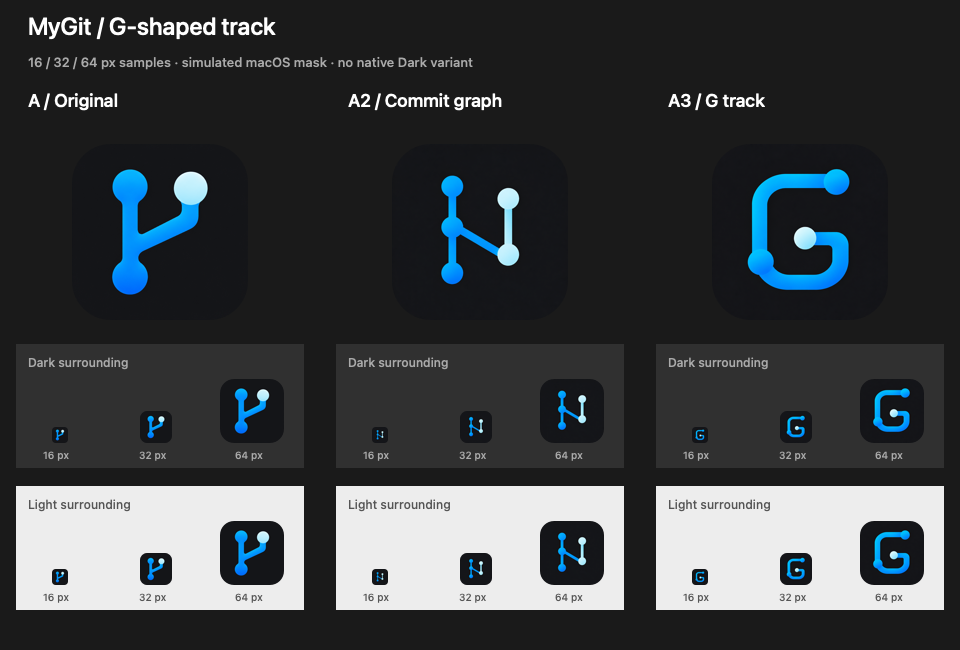 MyGit / G-shaped track
16 / 32 / 64 px samples · simulated macOS mask · no native Dark variant
A / Original
A2 / Commit graph
A3 / G track
Dark surrounding
Dark surrounding
Dark surrounding
16 px 32 px 64 px
16 px 32 px 64 px
16 px 32 px 64 px
Light surrounding
Light surrounding
Light surrounding
16 px 32 px 64 px
16 px 32 px 64 px
16 px 32 px 64 px